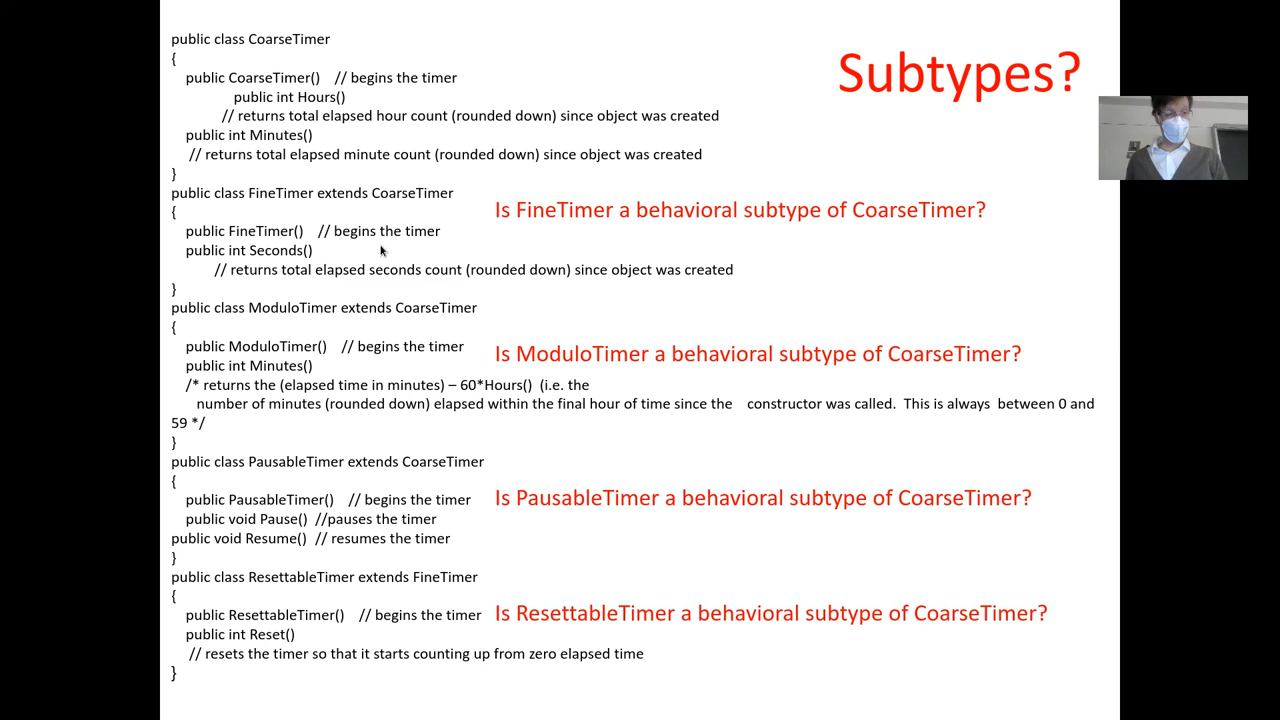 Subtypes?
public class CoarseTimer
{
public CoarseTimer() // begins the timer
public int Hours()
// returns total elapsed hour count (rounded down) since object was created
public int Minutes()
// returns total elapsed minute count (rounded down) since object was created
}
public class FineTimer extends CoarseTimer
{
Is FineTimer a behavioral subtype of CoarseTimer?
public FineTimer() // begins the timer
public int Seconds()
// returns total elapsed seconds count (rounded down) since object was created
}
public class ModuloTimer extends CoarseTimer
{
public ModuloTimer() // begins the timer
Is ModuloTimer a behavioral subtype of CoarseTimer?
public int Minutes()
/* returns the (elapsed time in minutes) – 60*Hours() (i.e. the
number of minutes (rounded down) elapsed within the final hour of time since the constructor was called. This is always between 0 and
59 */
}
public class PausableTimer extends CoarseTimer
{
public PausableTimer() // begins the timer
Is PausableTimer a behavioral subtype of CoarseTimer?
public void Pause() //pauses the timer
public void Resume() // resumes the timer
}
public class ResettableTimer extends FineTimer
{
public ResettableTimer() // begins the timer
Is ResettableTimer a behavioral subtype of CoarseTimer?
public int Reset()
// resets the timer so that it starts counting up from zero elapsed time
}